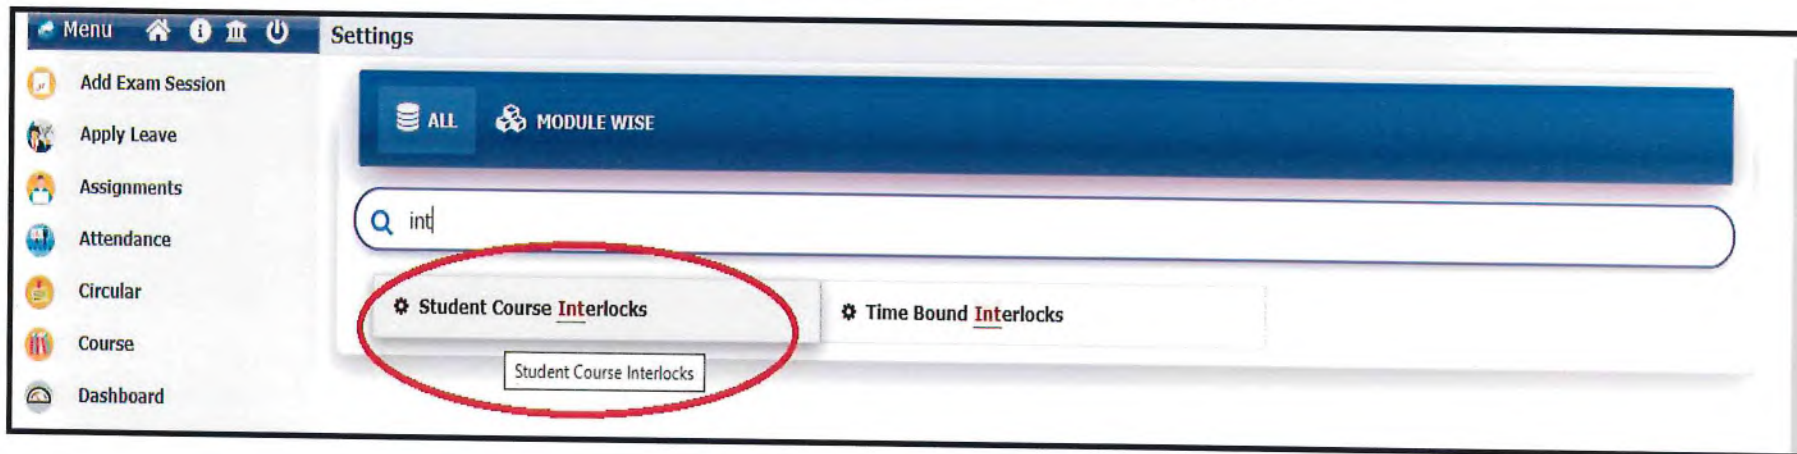 Menu
Settings
Add Exam Session
Apply Leave
Assignments
Attendance
Circular
Course
Dashboard
ALL
MODULE WISE
int
Student Course Interlocks
Time Bound Interlocks
Student Course Interlocks